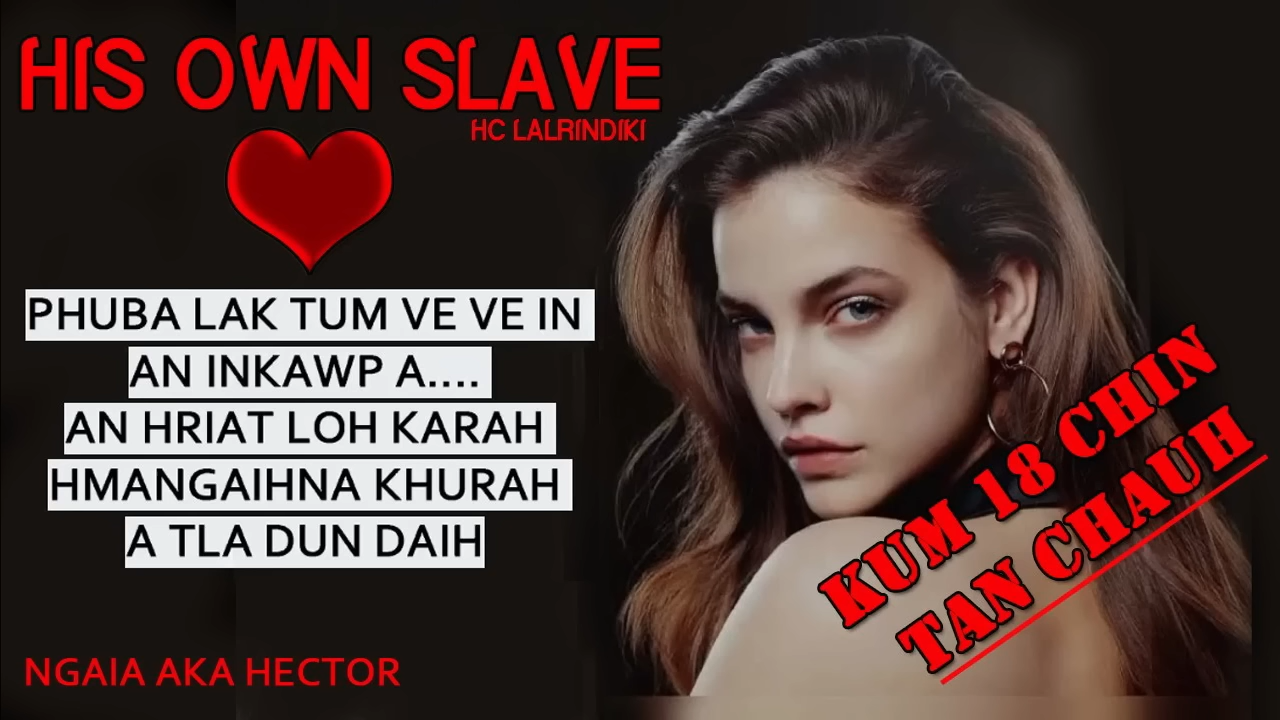 HIS OWN SLAVE
HC LALRINDIKI
PHUBA LAK TUM VE VE IN
AN INKAWP A....
AN HRIAT LOH KARAH
HMANGAIHNA KHURAH
A TLA DUN DAIH
KUM 18 CHIN
TAN CHAUH
NGAIA AKA HECTOR